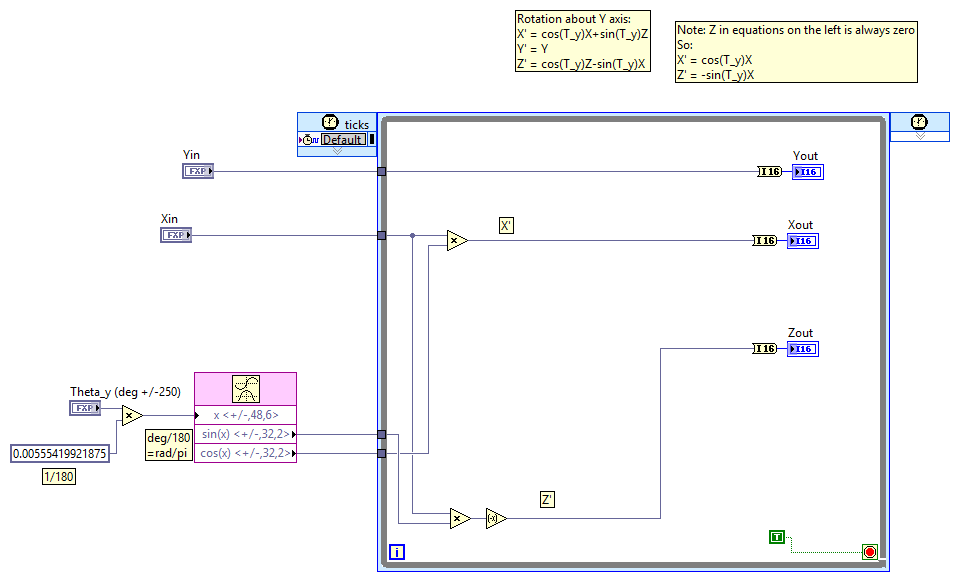 Rotation about Y axis:
X' = cos(T_y)X+sin(T_y)Z
Y' = Y
Z' = cos(T_y)Z-sin(T_y)X
Note: Z in equations on the left is always zero
So:
X' = cos(T_y)X
Z' = -sin(T_y)X
ticks
Default
Yin
FXP
Yout
I16
I16
Xin
FXP
X'
Xout
I16
I16
x
Zout
I16
I16
Theta_y (deg +/-250)
FXP
x
0.00555419921875
1/180
deg/180
=rad/pi
x <+/-,48,6>
sin(x) <+/-,32,2>
cos(x) <+/-,32,2>
Z'
x
-x
T
i